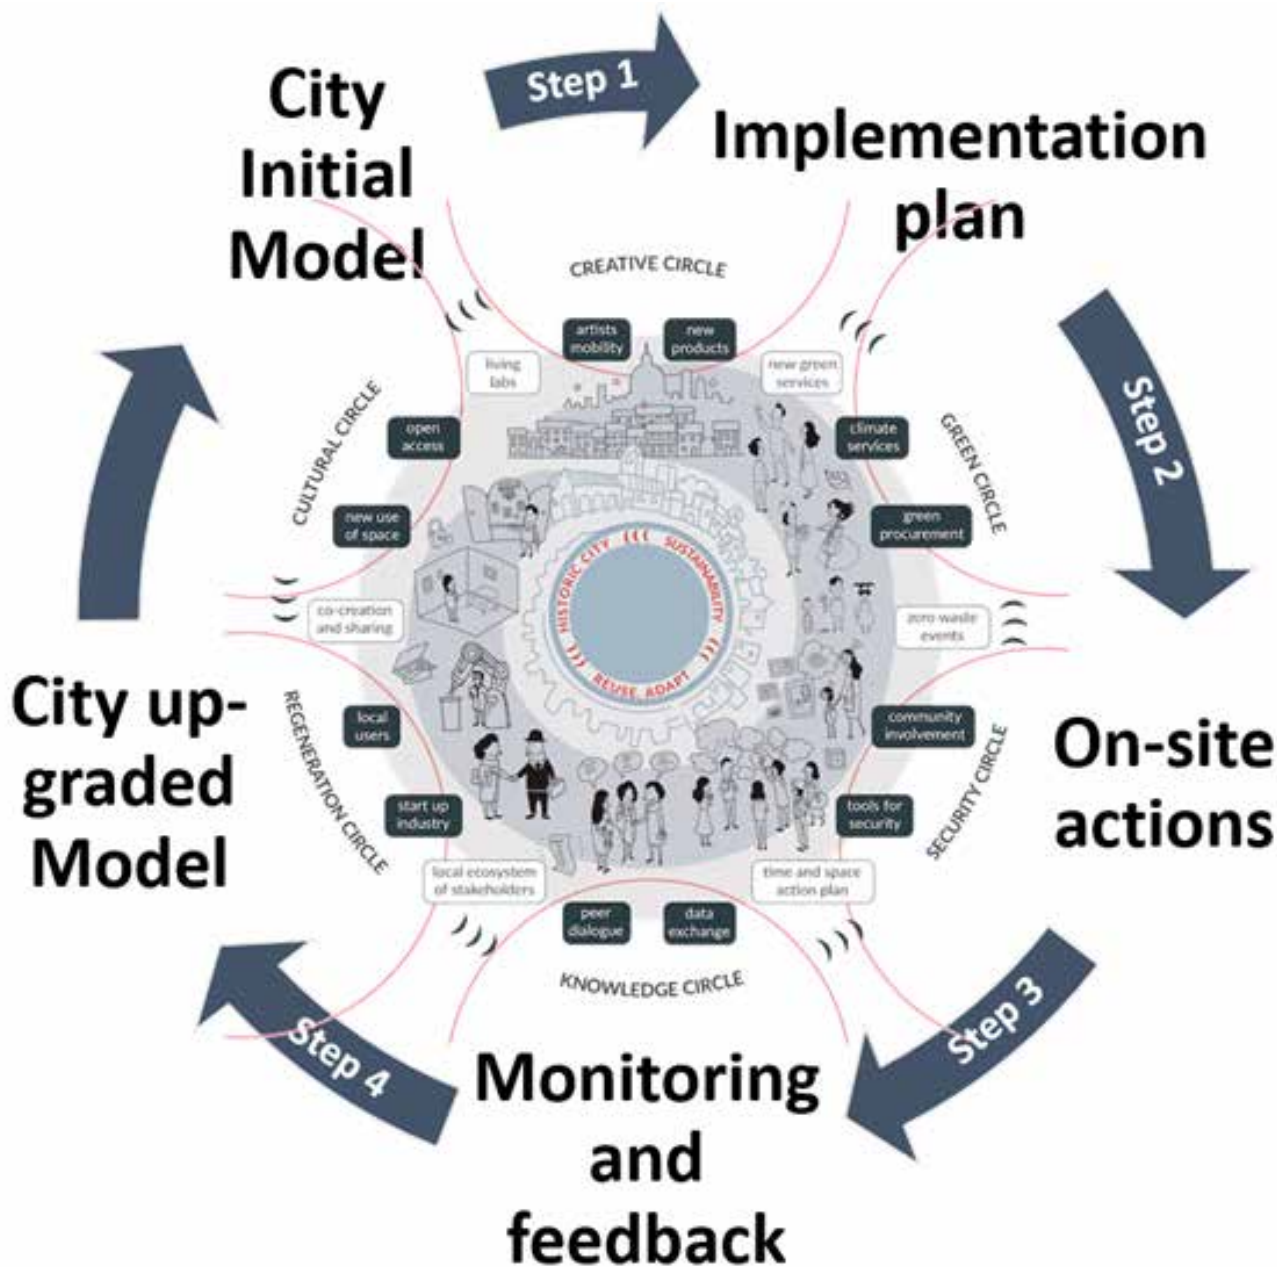 City
Initial
Model
Step 1
Implementation
plan
Step 2
On-site
actions
Step 3
Monitoring
and
feedback
Step 4
City up-
graded
Model
CREATIVE CIRCLE
artists
mobility
new
products
living
labs
new green
services
CULTURAL CIRCLE
open
access
climate
services
GREEN CIRCLE
new use
of space
green
procurement
HISTORIC CITY
SUSTAINABILITY
REUSE, ADAPT
co-creation
and sharing
zero waste
events
REGENERATION CIRCLE
local
users
community
involvement
SECURITY CIRCLE
start up
industry
tools for
security
local ecosystem
of stakeholders
time and space
action plan
peer
dialogue
data
exchange
KNOWLEDGE CIRCLE